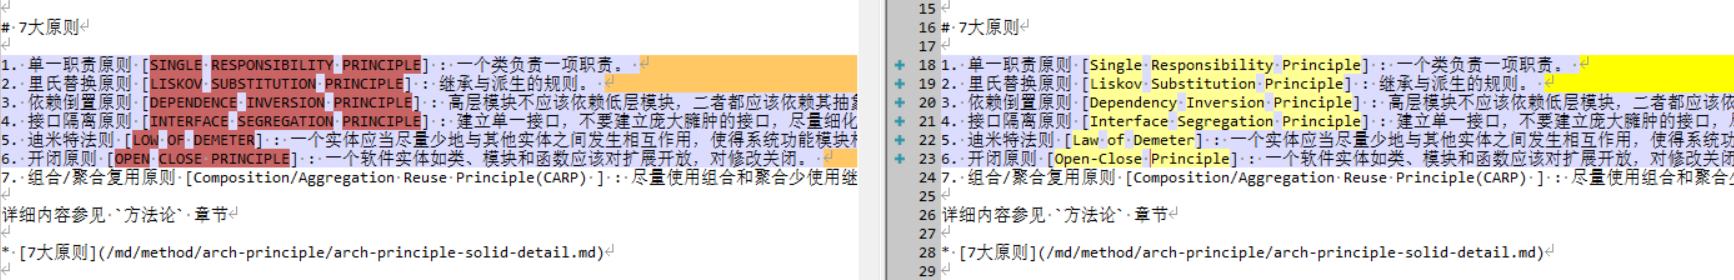 # 7大原则
1. 单一职责原则 [SINGLE RESPONSIBILITY PRINCIPLE] : 一个类负责一项职责。
2. 里氏替换原则 [LISKOV SUBSTITUTION PRINCIPLE] : 继承与派生的规则。
3. 依赖倒置原则 [DEPENDENCE INVERSION PRINCIPLE] : 高层模块不应该依赖低层模块，二者都应该依赖其抽象
4. 接口隔离原则 [INTERFACE SEGREGATION PRINCIPLE] : 建立单一接口，不要建立庞大臃肿的接口，尽量细化
5. 迪米特法则 [LOW OF DEMETER] : 一个实体应当尽量少地与其他实体之间发生相互作用，使得系统功能模块
6. 开闭原则 [OPEN CLOSE PRINCIPLE] : 一个软件实体如类、模块和函数应该对扩展开放，对修改关闭。
7. 组合/聚合复用原则 [Composition/Aggregation Reuse Principle(CARP) ] : 尽量使用组合和聚合少使用继
详细内容参见 `方法论` 章节
* [7大原则](/md/method/arch-principle/arch-principle-solid-detail.md)
15
16 # 7大原则
17
18 1. 单一职责原则 [Single Responsibility Principle] : 一个类负责一项职责。
19 2. 里氏替换原则 [Liskov Substitution Principle] : 继承与派生的规则。
20 3. 依赖倒置原则 [Dependency Inversion Principle] : 高层模块不应该依赖低层模块，二者都应该依
21 4. 接口隔离原则 [Interface Segregation Principle] : 建立单一接口，不要建立庞大臃肿的接口，
22 5. 迪米特法则 [Law of Demeter] : 一个实体应当尽量少地与其他实体之间发生相互作用，使得系统
23 6. 开闭原则 [Open-Close Principle] : 一个软件实体如类、模块和函数应该对扩展开放，对修改关闭
24 7. 组合/聚合复用原则 [Composition/Aggregation Reuse Principle(CARP) ] : 尽量使用组合和聚合
25
26 详细内容参见 `方法论` 章节
27
28 * [7大原则](/md/method/arch-principle/arch-principle-solid-detail.md)
29